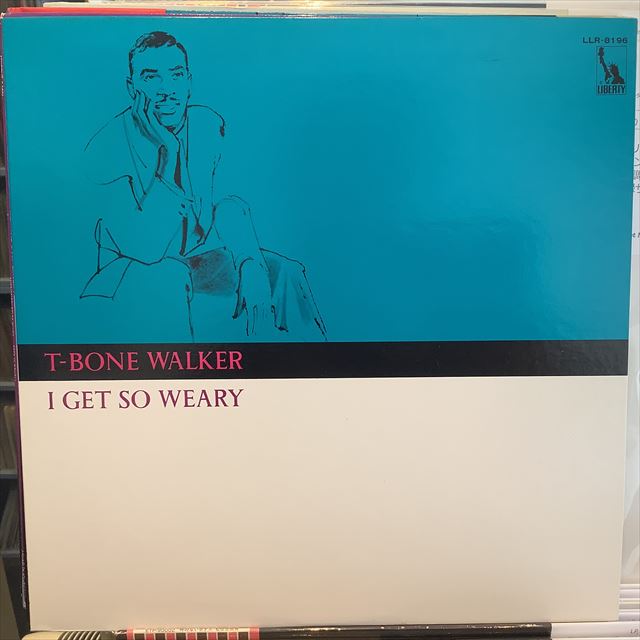 LLR-8196
LIBERTY
T-BONE WALKER
I GET SO WEARY